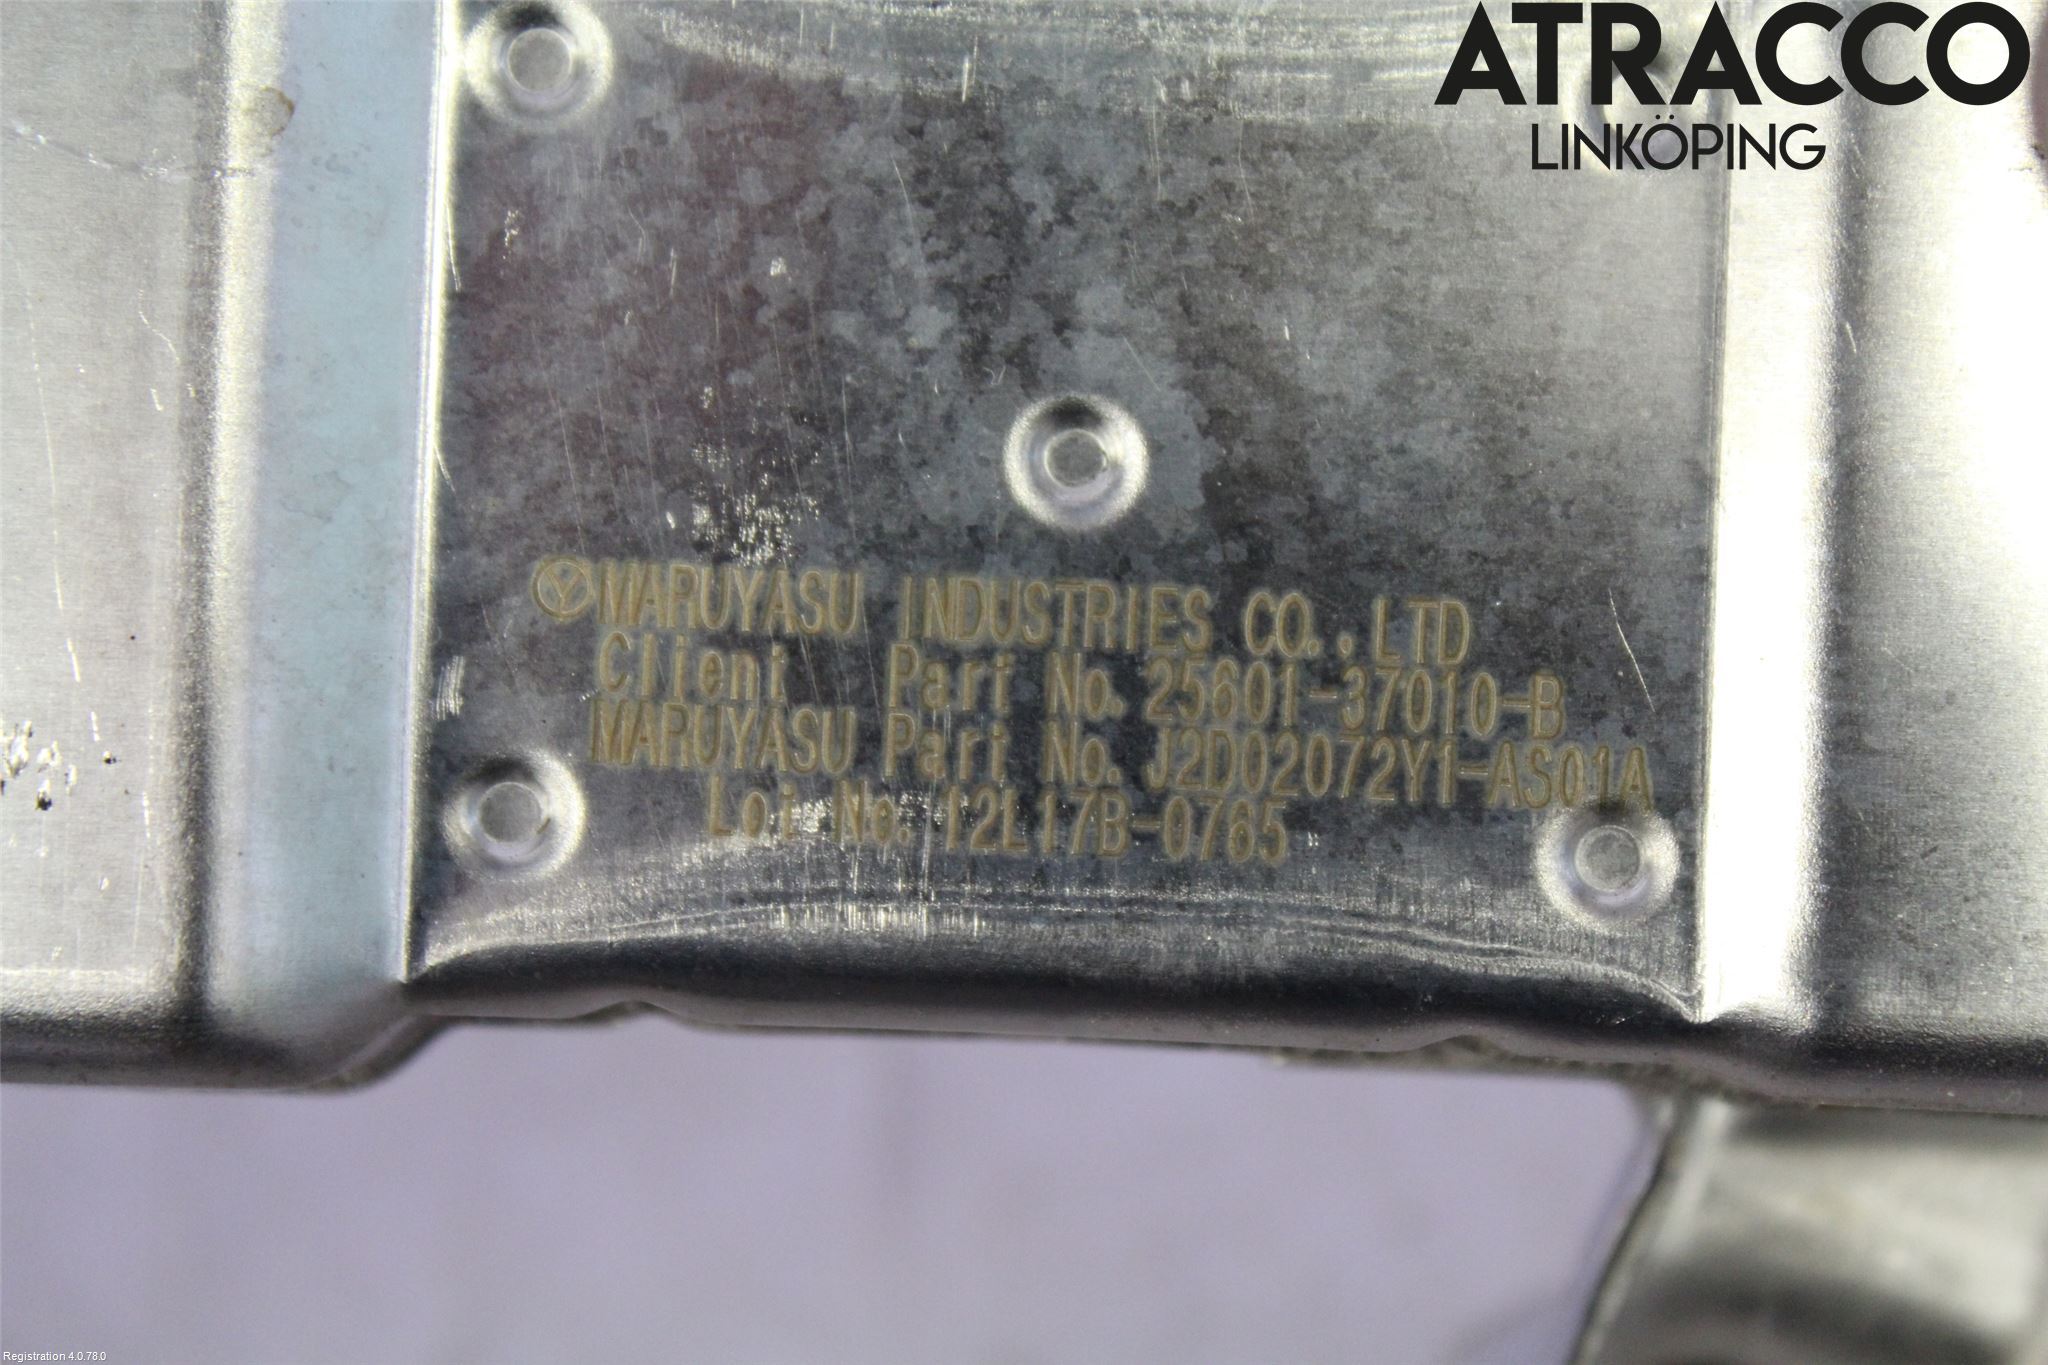 ATRACCO
LINKÖPING
MARUYASU INDUSTRIES CO.,LTD
Client Part No. 25601-37010-B
MARUYASU Part No. J2D02072Y1-AS01A
Lot No. 12L17B-0765
Registration 4.0.78.0